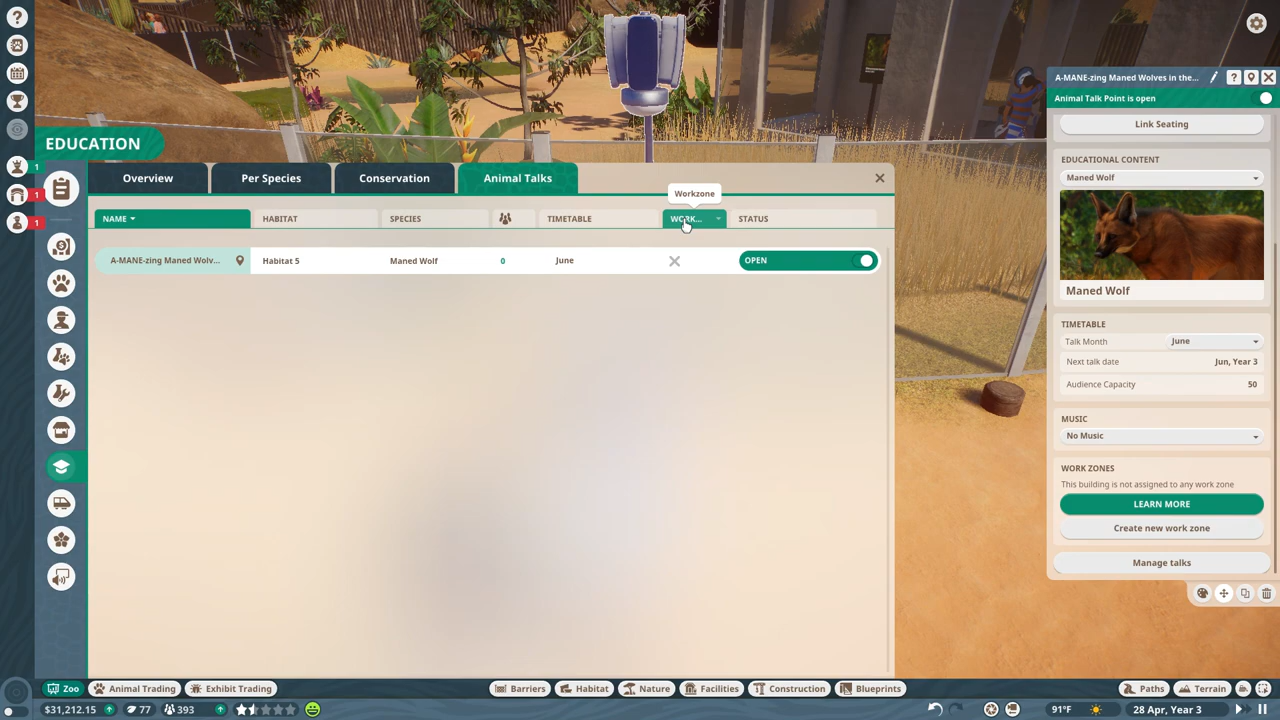 A-MANE-zing Maned Wolves in the...
Animal Talk Point is open
Link Seating
EDUCATION
1
1
1
Overview
Per Species
Conservation
Animal Talks
Workzone
NAME
HABITAT
SPECIES
TIMETABLE
WORK...
STATUS
A-MANE-zing Maned Wolv...
Habitat 5
Maned Wolf
0
June
OPEN
EDUCATIONAL CONTENT
Maned Wolf
Maned Wolf
TIMETABLE
Talk Month
June
Next talk date
Jun, Year 3
Audience Capacity
50
MUSIC
No Music
WORK ZONES
This building is not assigned to any work zone
LEARN MORE
Create new work zone
Manage talks
Zoo
Animal Trading
Exhibit Trading
Barriers
Habitat
Nature
Facilities
Construction
Blueprints
Paths
Terrain
$31,212.15
77
393
91°F
28 Apr, Year 3